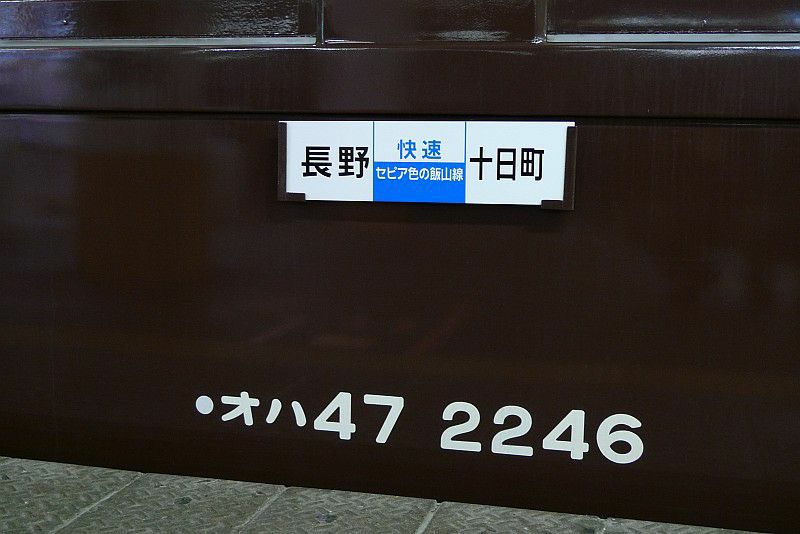 長野
快速
セピア色の飯山線
十日町
•オハ47 2246